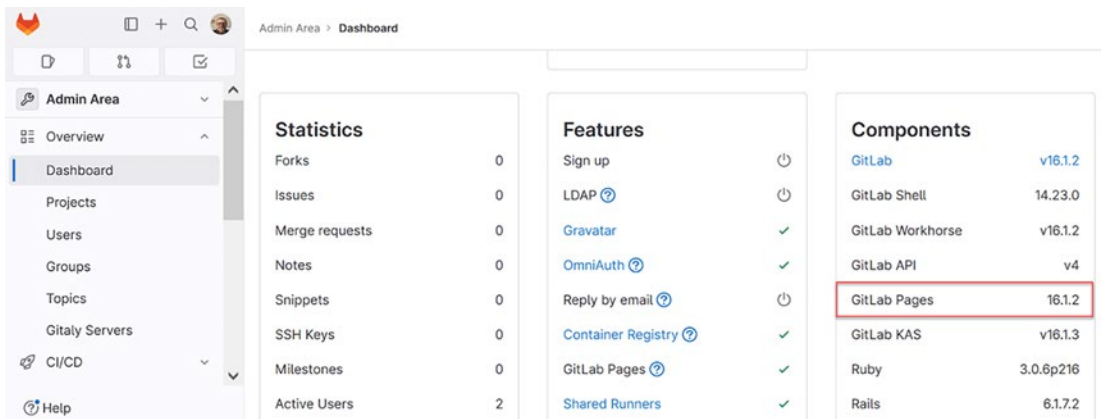 Admin Area > Dashboard
Admin Area
Overview
Dashboard
Projects
Users
Groups
Topics
Gitaly Servers
CI/CD
Help
Statistics
Forks 0
Issues 0
Merge requests 0
Notes 0
Snippets 0
SSH Keys 0
Milestones 0
Active Users 2
Features
Sign up
LDAP
Gravatar
OmniAuth
Reply by email
Container Registry
GitLab Pages
Shared Runners
Components
GitLab v16.1.2
GitLab Shell 14.23.0
GitLab Workhorse v16.1.2
GitLab API v4
GitLab Pages 16.1.2
GitLab KAS v16.1.3
Ruby 3.0.6p216
Rails 6.1.7.2